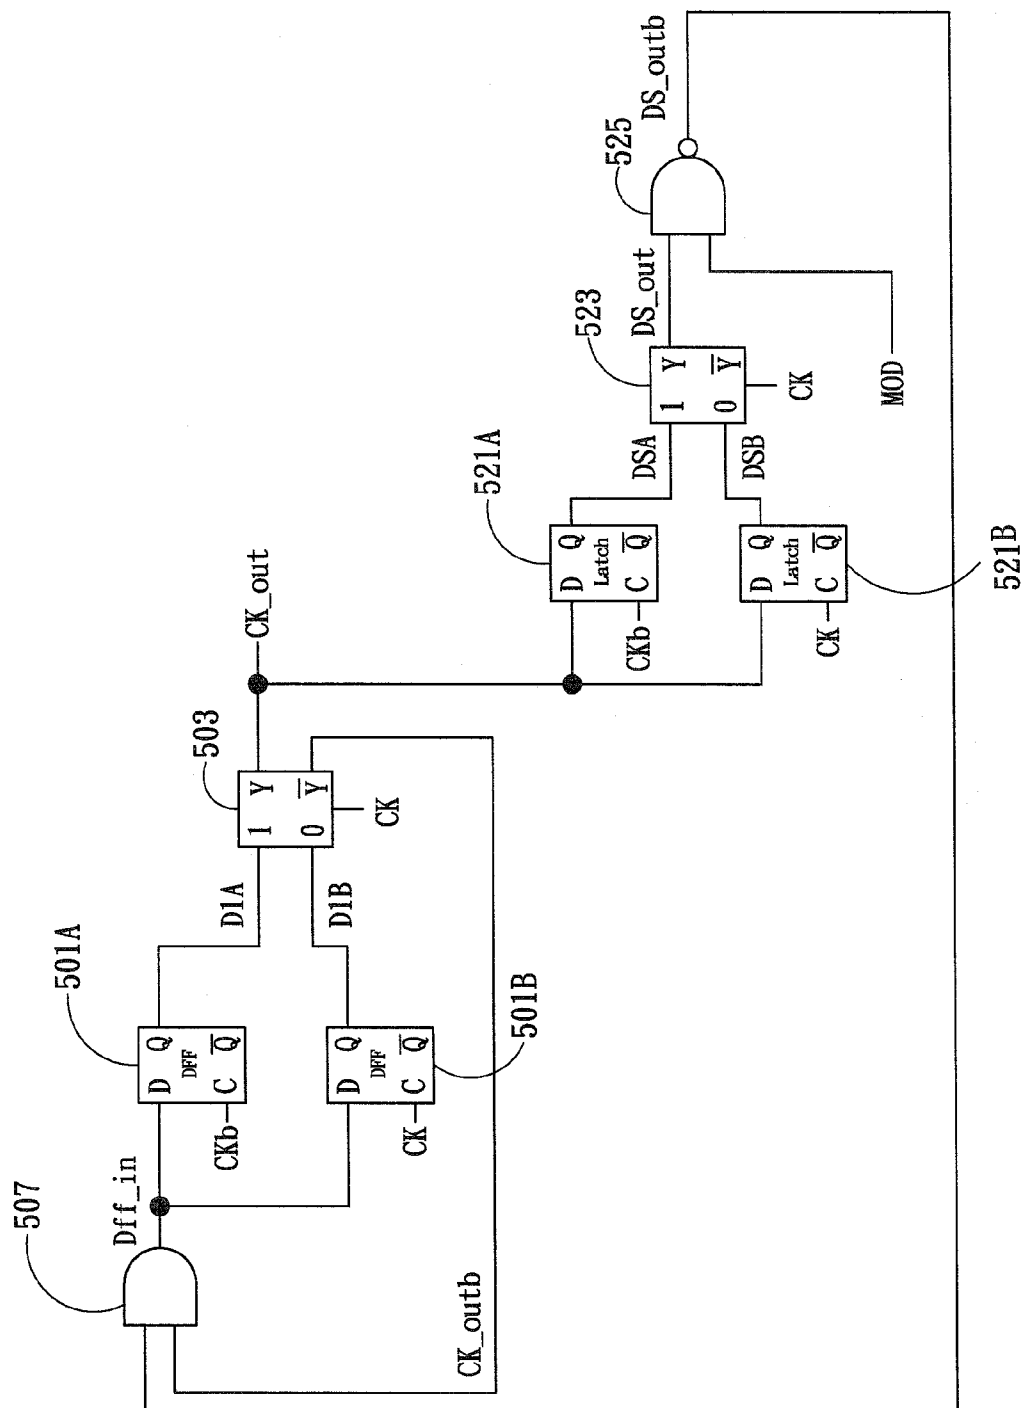 507
Dff_in
D Q
DFF
C Q̅
CKb
501A
D Q
DFF
C Q̅
CK
501B
CK_outb
D1A
D1B
1 Y
0 Y̅
CK
503
CK_out
D Q
Latch
C Q̅
CKb
521A
D Q
Latch
C Q̅
CK
521B
DSA
DSB
1 Y
0 Y̅
CK
523
DS_out
MOD
525
DS_outb